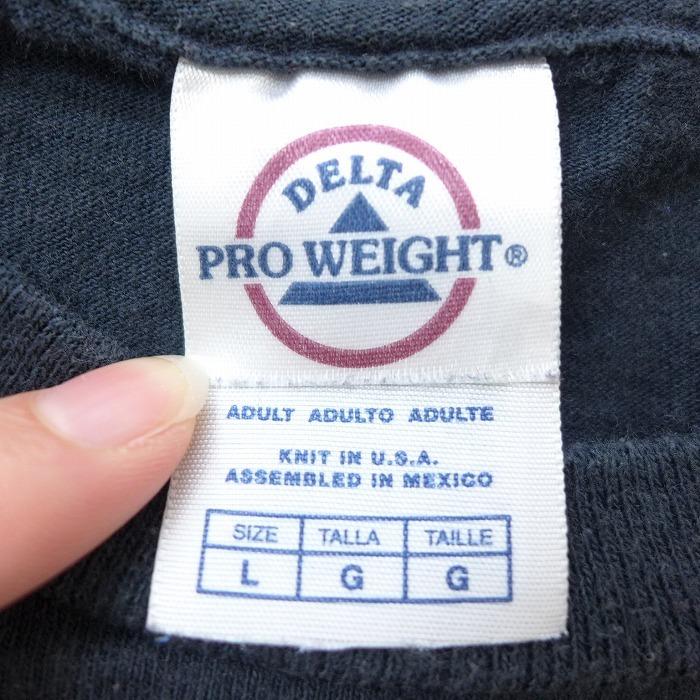 DELTA
PRO WEIGHT®
ADULT ADULTO ADULTE
KNIT IN U.S.A.
ASSEMBLED IN MEXICO
SIZE TALLA TAILLE
L G G